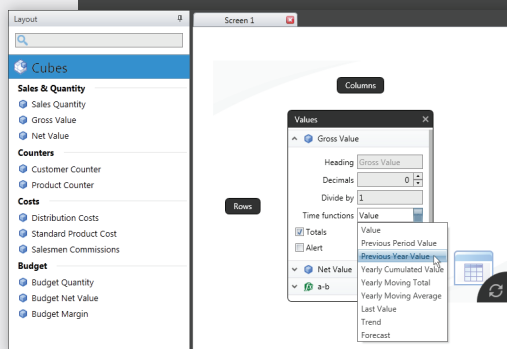 Layout
Screen 1
Cubes
Sales & Quantity
Sales Quantity
Gross Value
Net Value
Counters
Customer Counter
Product Counter
Costs
Distribution Costs
Standard Product Cost
Salesmen Commissions
Budget
Budget Quantity
Budget Net Value
Budget Margin
Columns
Rows
Values
Gross Value
Heading Gross Value
Decimals 0
Divide by 1
Time functions Value
Totals
Alert
Net Value
a-b
Value
Previous Period Value
Previous Year Value
Yearly Cumulated Value
Yearly Moving Total
Yearly Moving Average
Last Value
Trend
Forecast